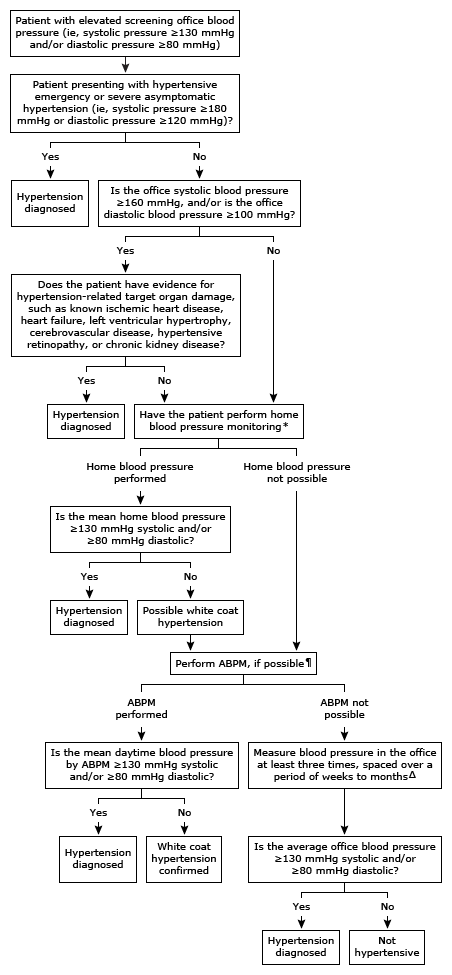 Patient with elevated screening office blood
pressure (ie, systolic pressure ≥130 mmHg
and/or diastolic pressure ≥80 mmHg)
Patient presenting with hypertensive
emergency or severe asymptomatic
hypertension (ie, systolic pressure ≥180
mmHg or diastolic pressure ≥120 mmHg)?
Yes
No
Hypertension
diagnosed
Is the office systolic blood pressure
≥160 mmHg, and/or is the office
diastolic blood pressure ≥100 mmHg?
Yes
No
Does the patient have evidence for
hypertension-related target organ damage,
such as known ischemic heart disease,
heart failure, left ventricular hypertrophy,
cerebrovascular disease, hypertensive
retinopathy, or chronic kidney disease?
Yes
No
Hypertension
diagnosed
Have the patient perform home
blood pressure monitoring*
Home blood pressure
performed
Home blood pressure
not possible
Is the mean home blood pressure
≥130 mmHg systolic and/or
≥80 mmHg diastolic?
Yes
No
Hypertension
diagnosed
Possible white coat
hypertension
Perform ABPM, if possible¶
ABPM
performed
ABPM not
possible
Is the mean daytime blood pressure
by ABPM ≥130 mmHg systolic
and/or ≥80 mmHg diastolic?
Measure blood pressure in the office
at least three times, spaced over a
period of weeks to monthsΔ
Yes
No
Hypertension
diagnosed
White coat
hypertension
confirmed
Is the average office blood pressure
≥130 mmHg systolic and/or
≥80 mmHg diastolic?
Yes
No
Hypertension
diagnosed
Not
hypertensive